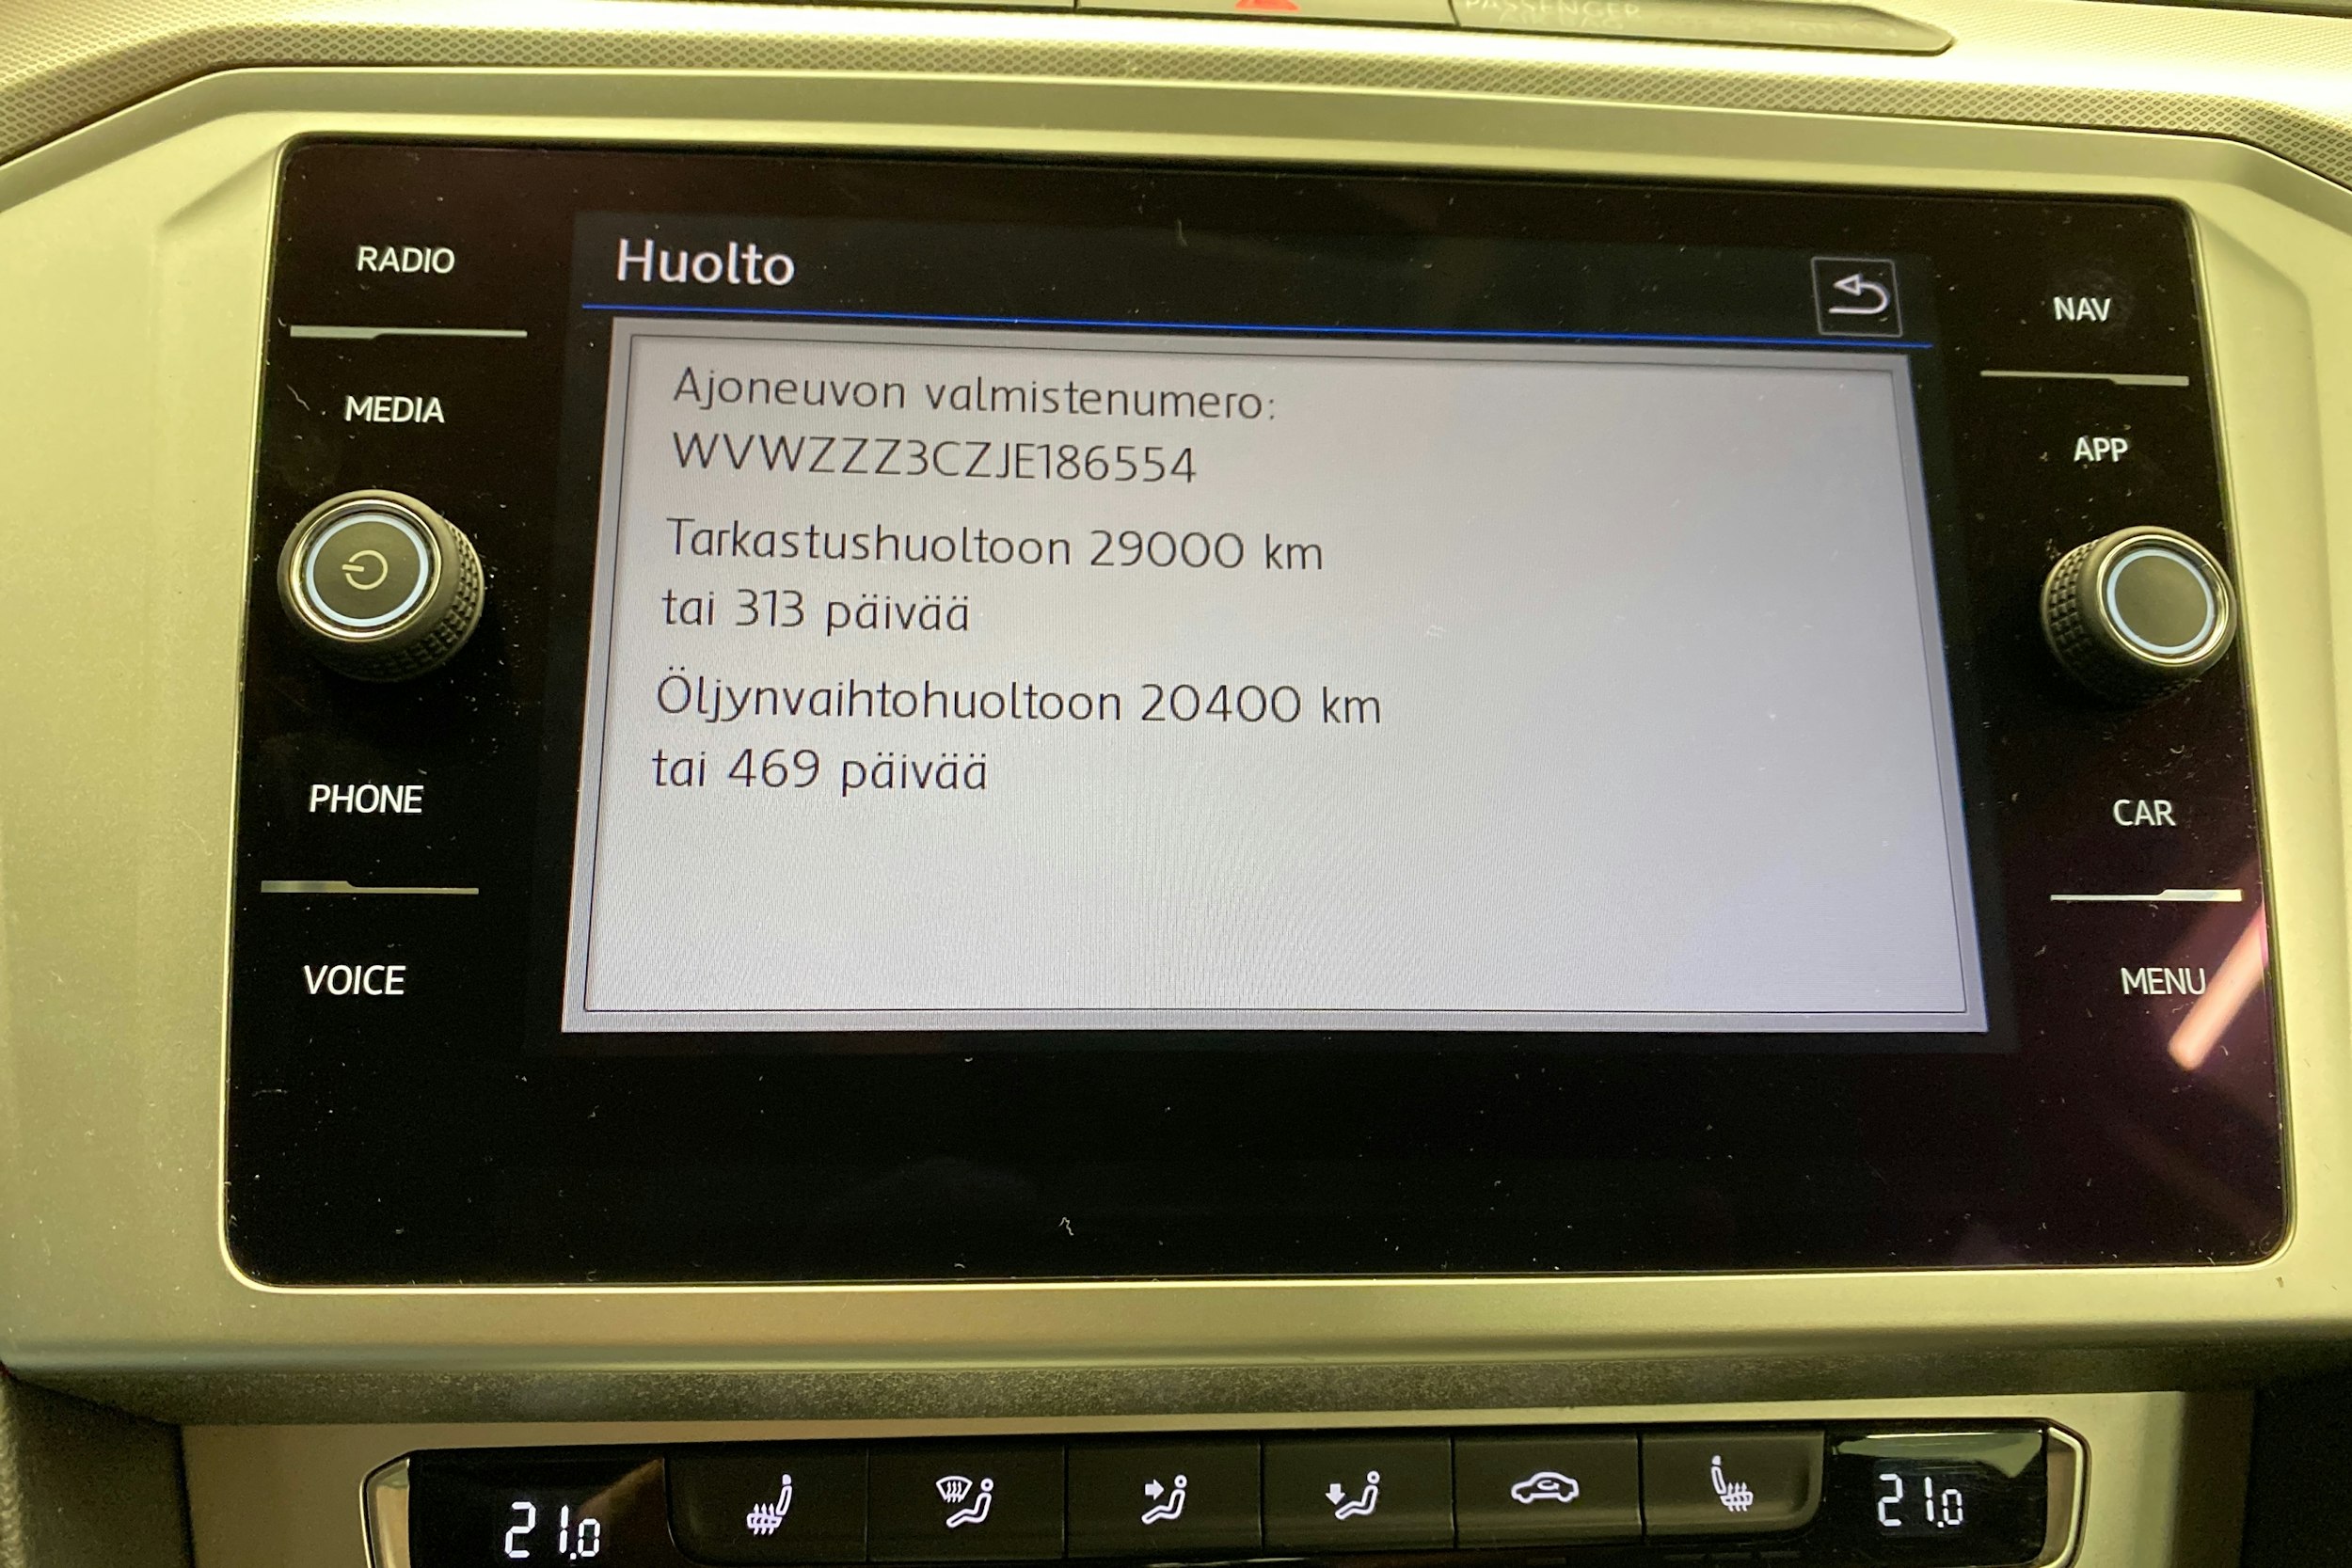 PASSENGER
RADIO
MEDIA
PHONE
VOICE
Huolto
Ajoneuvon valmistenumero:
WVWZZZ3CZJE186554
Tarkastushuoltoon 29000 km
tai 313 päivää
Öljynvaihtohuoltoon 20400 km
tai 469 päivää
NAV
APP
CAR
MENU
21.0
21.0